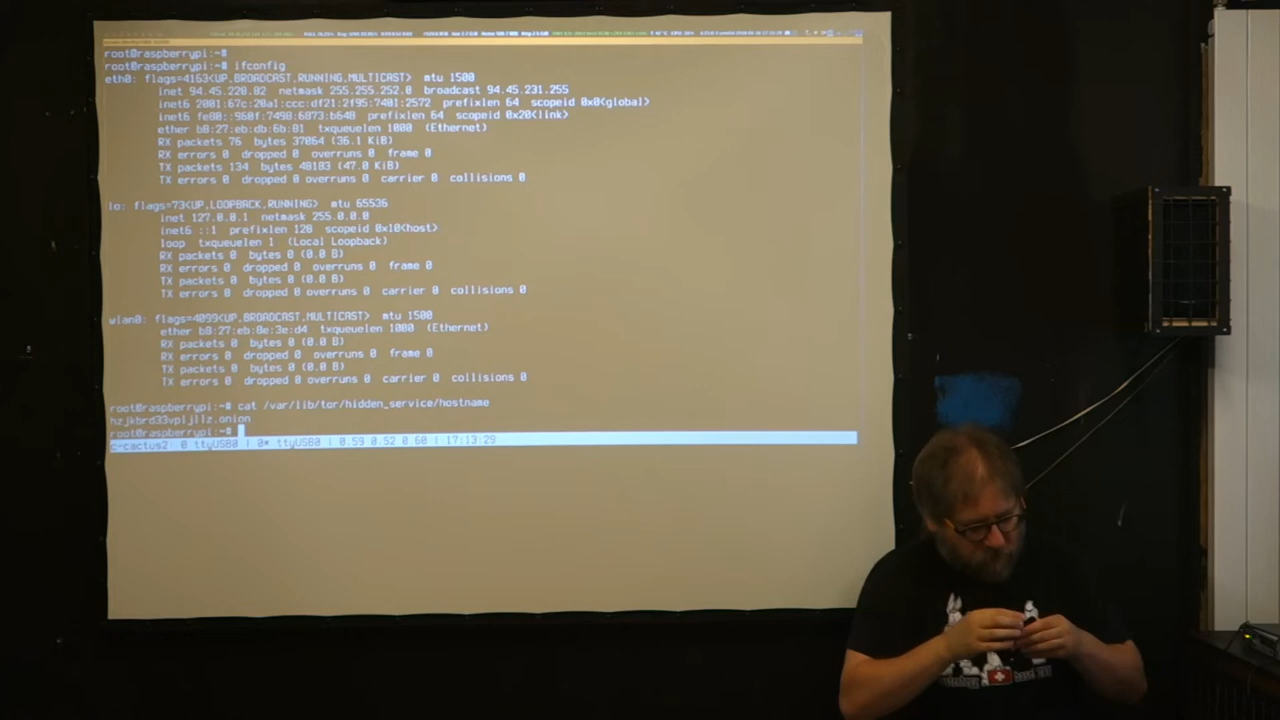 root@raspberrypi:~#
root@raspberrypi:~# ifconfig
eth0: flags=4163<UP,BROADCAST,RUNNING,MULTICAST> mtu 1500
inet 94.45.228.82 netmask 255.255.252.0 broadcast 94.45.231.255
inet6 2001:67c:20a1:ccc:df21:2f95:7401:2572 prefixlen 64 scopeid 0x0<global>
inet6 fe80::960f:7498:6873:b648 prefixlen 64 scopeid 0x20<link>
ether b8:27:eb:db:6b:81 txqueuelen 1000 (Ethernet)
RX packets 76 bytes 37064 (36.1 KiB)
RX errors 0 dropped 0 overruns 0 frame 0
TX packets 134 bytes 48183 (47.0 KiB)
TX errors 0 dropped 0 overruns 0 carrier 0 collisions 0
lo: flags=73<UP,LOOPBACK,RUNNING> mtu 65536
inet 127.0.0.1 netmask 255.0.0.0
inet6 ::1 prefixlen 128 scopeid 0x10<host>
loop txqueuelen 1 (Local Loopback)
RX packets 0 bytes 0 (0.0 B)
RX errors 0 dropped 0 overruns 0 frame 0
TX packets 0 bytes 0 (0.0 B)
TX errors 0 dropped 0 overruns 0 carrier 0 collisions 0
wlan0: flags=4099<UP,BROADCAST,MULTICAST> mtu 1500
ether b8:27:eb:8e:3e:d4 txqueuelen 1000 (Ethernet)
RX packets 0 bytes 0 (0.0 B)
RX errors 0 dropped 0 overruns 0 frame 0
TX packets 0 bytes 0 (0.0 B)
TX errors 0 dropped 0 overruns 0 carrier 0 collisions 0
root@raspberrypi:~# cat /var/lib/tor/hidden_service/hostname
hzjkbrd33vpljllz.onion
root@raspberrypi:~#
c-cactus2: 0 ttyUSB0 | 0* ttyUSB0 | 0.59 0.52 0.60 | 17:13:29